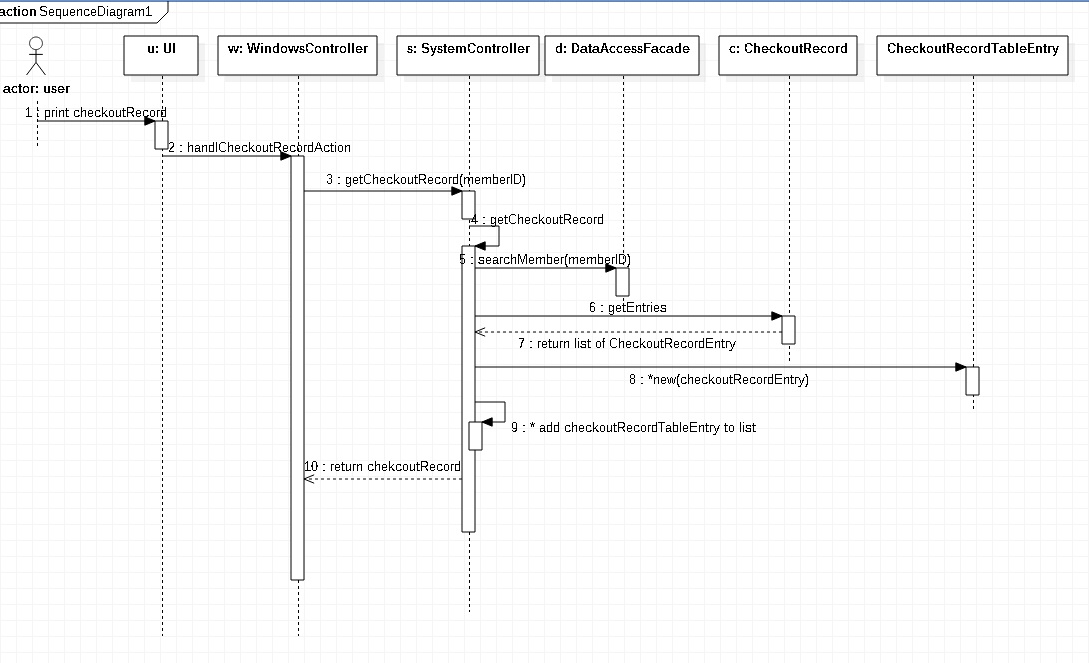 action SequenceDiagram1
u: UI
w: WindowsController
s: SystemController
d: DataAccessFacade
c: CheckoutRecord
CheckoutRecordTableEntry
actor: user
1 : print checkoutRecord
2 : handlCheckoutRecordAction
3 : getCheckoutRecord(memberID)
4 : getCheckoutRecord
5 : searchMember(memberID)
6 : getEntries
7 : return list of CheckoutRecordEntry
8 : *new(checkoutRecordEntry)
9 : * add checkoutRecordTableEntry to list
10 : return chekcoutRecord